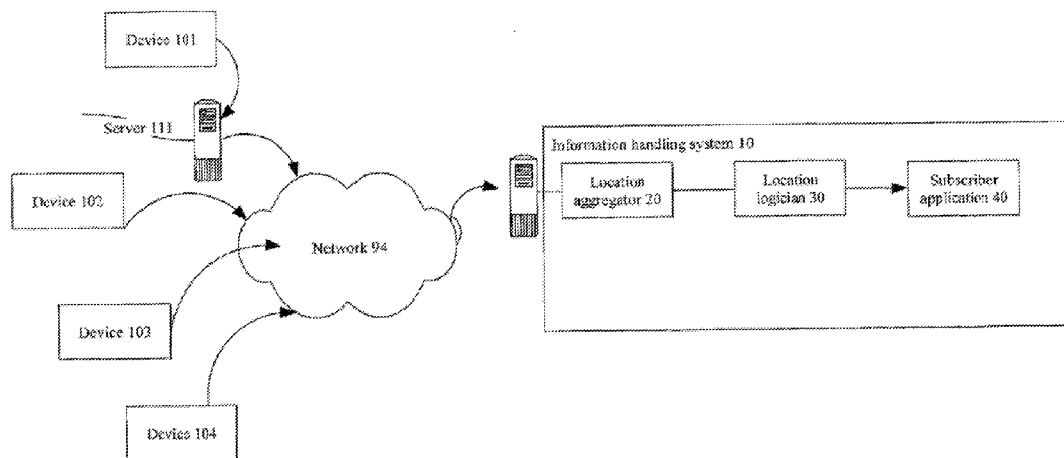 Device 101
Server 111
Information handling system 10
Device 102
Location
aggregator 20
Location
logician 30
Subscriber
application 40
Network 94
Device 103
Device 104